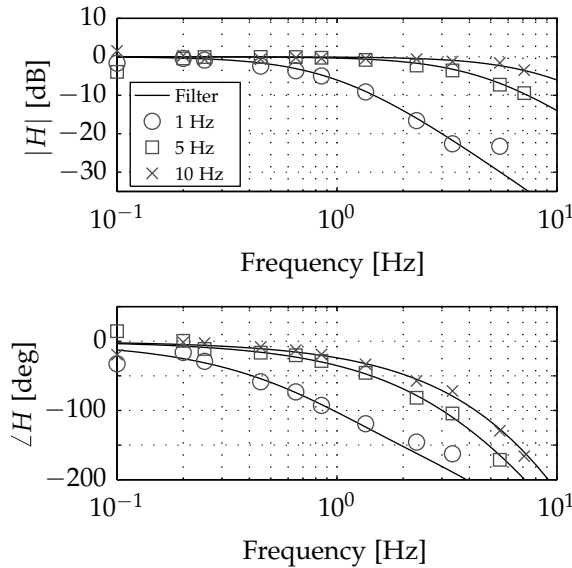 10
0
−10
−20
−30
|H| [dB]
Filter
1 Hz
5 Hz
10 Hz
10⁻¹ 10⁰ 10¹
Frequency [Hz]
0
−100
−200
∠H [deg]
10⁻¹ 10⁰ 10¹
Frequency [Hz]